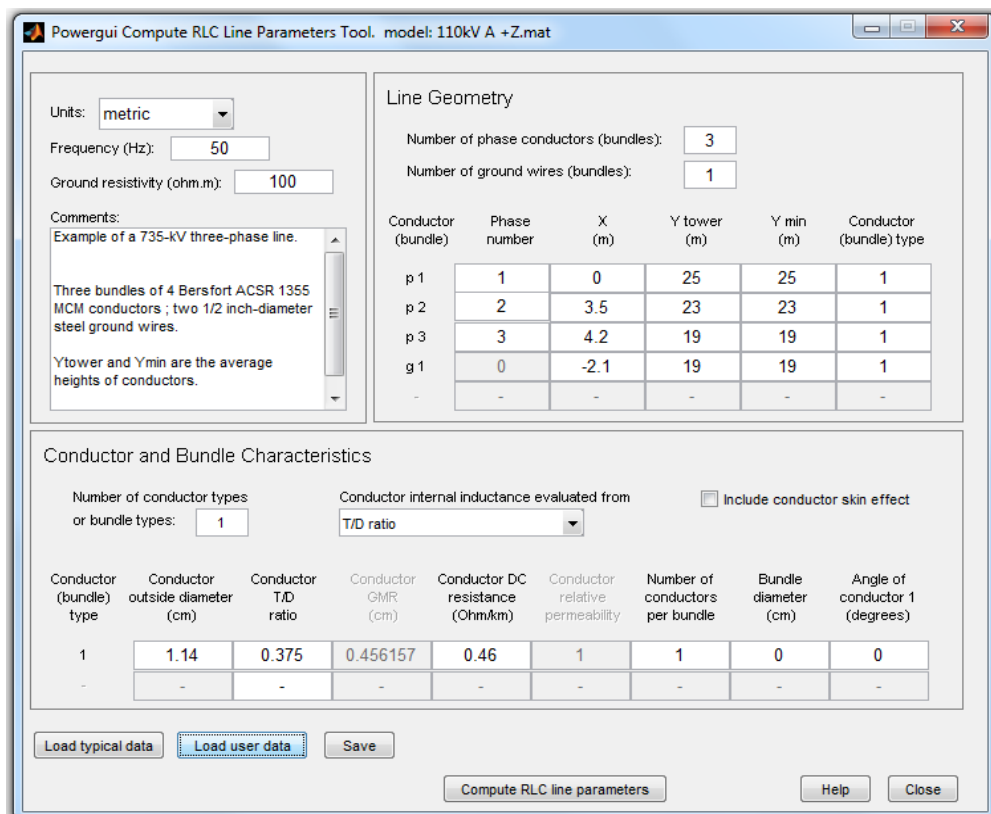 Powergui Compute RLC Line Parameters Tool. model: 110kV A +Z.mat
Units: metric
Frequency (Hz): 50
Ground resistivity (ohm.m): 100
Comments:
Example of a 735-kV three-phase line.
Three bundles of 4 Bersfort ACSR 1355
MCM conductors ; two 1/2 inch-diameter
steel ground wires.
Ytower and Ymin are the average
heights of conductors.
Line Geometry
Number of phase conductors (bundles): 3
Number of ground wires (bundles): 1
Conductor (bundle) Phase number X (m) Y tower (m) Y min (m) Conductor (bundle) type
p 1 1 0 25 25 1
p 2 2 3.5 23 23 1
p 3 3 4.2 19 19 1
g 1 0 -2.1 19 19 1
- - - - - -
Conductor and Bundle Characteristics
Number of conductor types
or bundle types: 1
Conductor internal inductance evaluated from
T/D ratio
Include conductor skin effect
Conductor (bundle) type Conductor outside diameter (cm) Conductor T/D ratio Conductor GMR (cm) Conductor DC resistance (Ohm/km) Conductor relative permeability Number of conductors per bundle Bundle diameter (cm) Angle of conductor 1 (degrees)
1 1.14 0.375 0.456157 0.46 1 1 0 0
- - - - - - - - -
Load typical data Load user data Save
Compute RLC line parameters Help Close